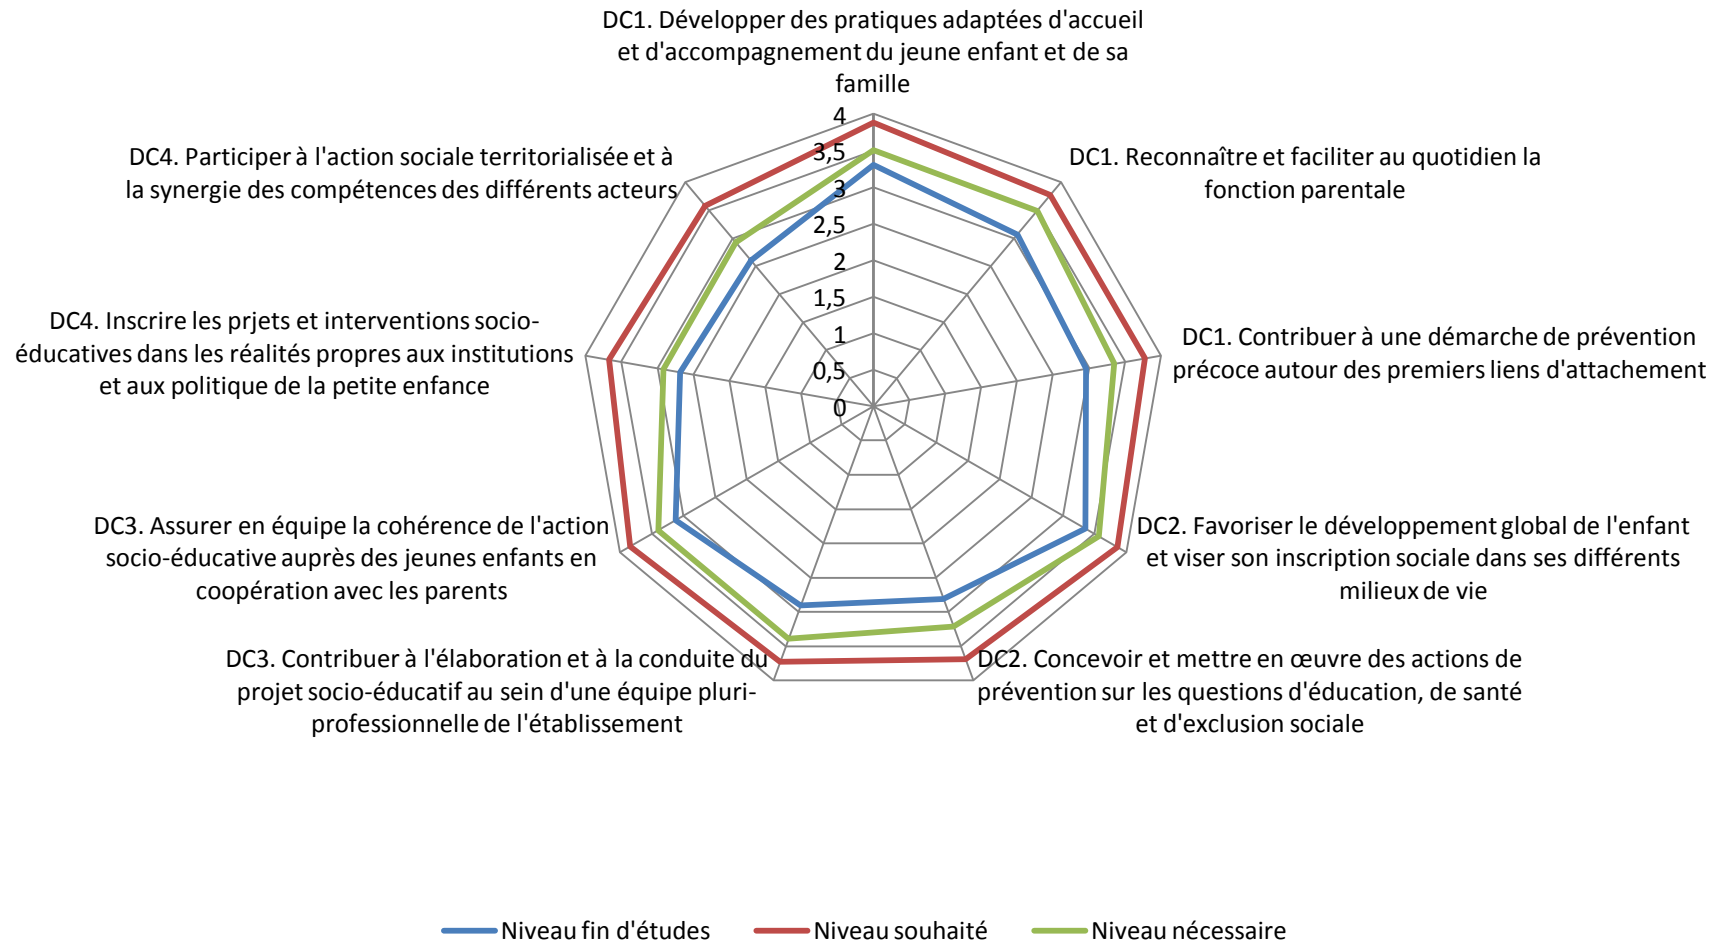 DC1. Développer des pratiques adaptées d'accueil
et d'accompagnement du jeune enfant et de sa
famille
DC1. Reconnaître et faciliter au quotidien la
fonction parentale
DC1. Contribuer à une démarche de prévention
précoce autour des premiers liens d'attachement
DC2. Favoriser le développement global de l'enfant
et viser son inscription sociale dans ses différents
milieux de vie
DC2. Concevoir et mettre en œuvre des actions de
prévention sur les questions d'éducation, de santé
et d'exclusion sociale
DC3. Contribuer à l'élaboration et à la conduite du
projet socio-éducatif au sein d'une équipe pluri-
professionnelle de l'établissement
DC3. Assurer en équipe la cohérence de l'action
socio-éducative auprès des jeunes enfants en
coopération avec les parents
DC4. Inscrire les prjets et interventions socio-
éducatives dans les réalités propres aux institutions
et aux politique de la petite enfance
DC4. Participer à l'action sociale territorialisée et à
la synergie des compétences des différents acteurs
4
3,5
3
2,5
2
1,5
1
0,5
0
Niveau fin d'études
Niveau souhaité
Niveau nécessaire